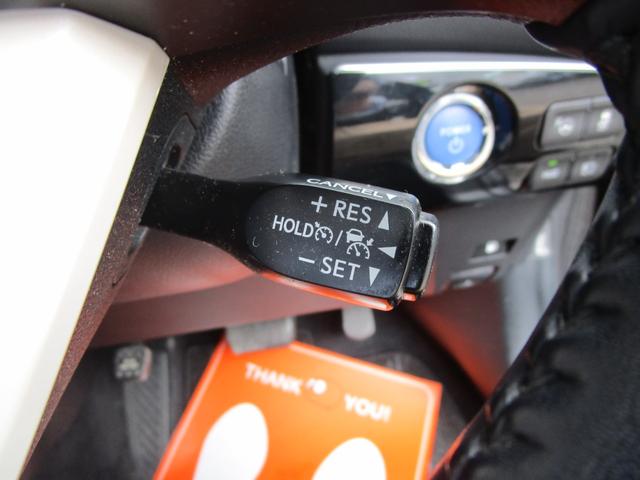 POWER
CANCEL▼
+ RES ▲
HOLD / ◀
− SET ▼
THANK YOU!